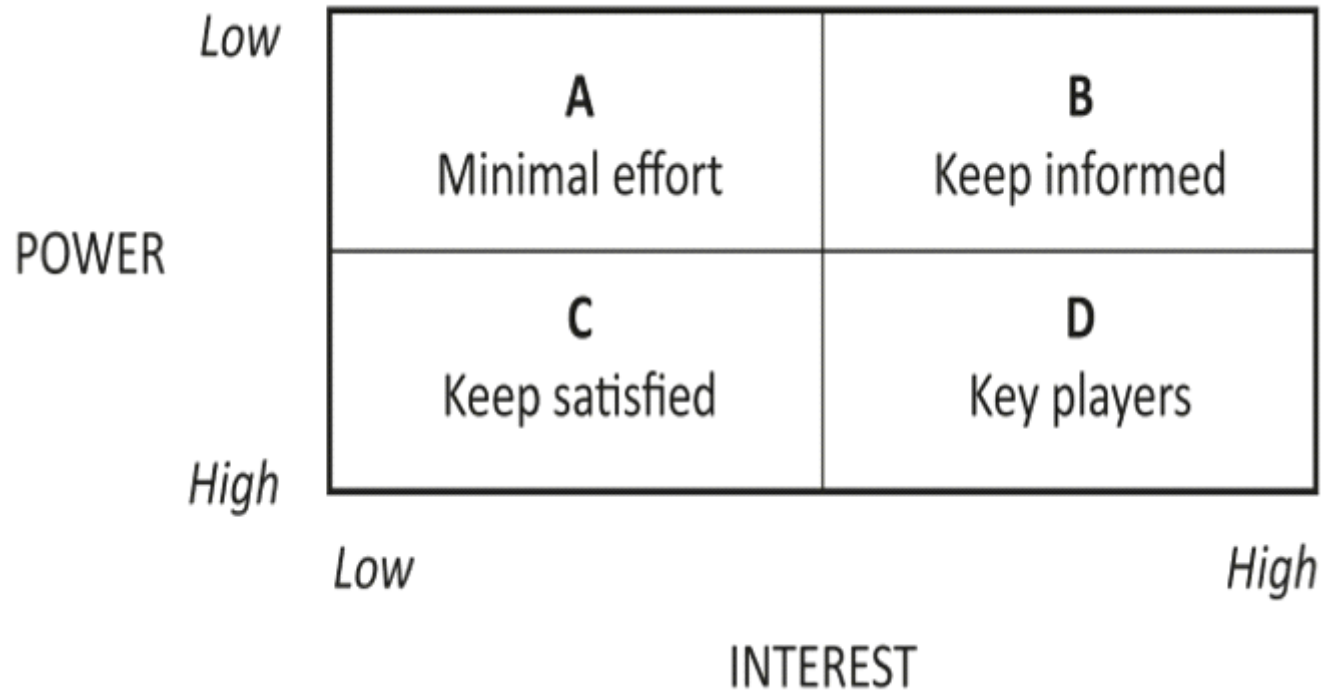 Low
A
B
Minimal effort
Keep informed
POWER
C
D
Keep satisfied
Key players
High
Low
High
INTEREST